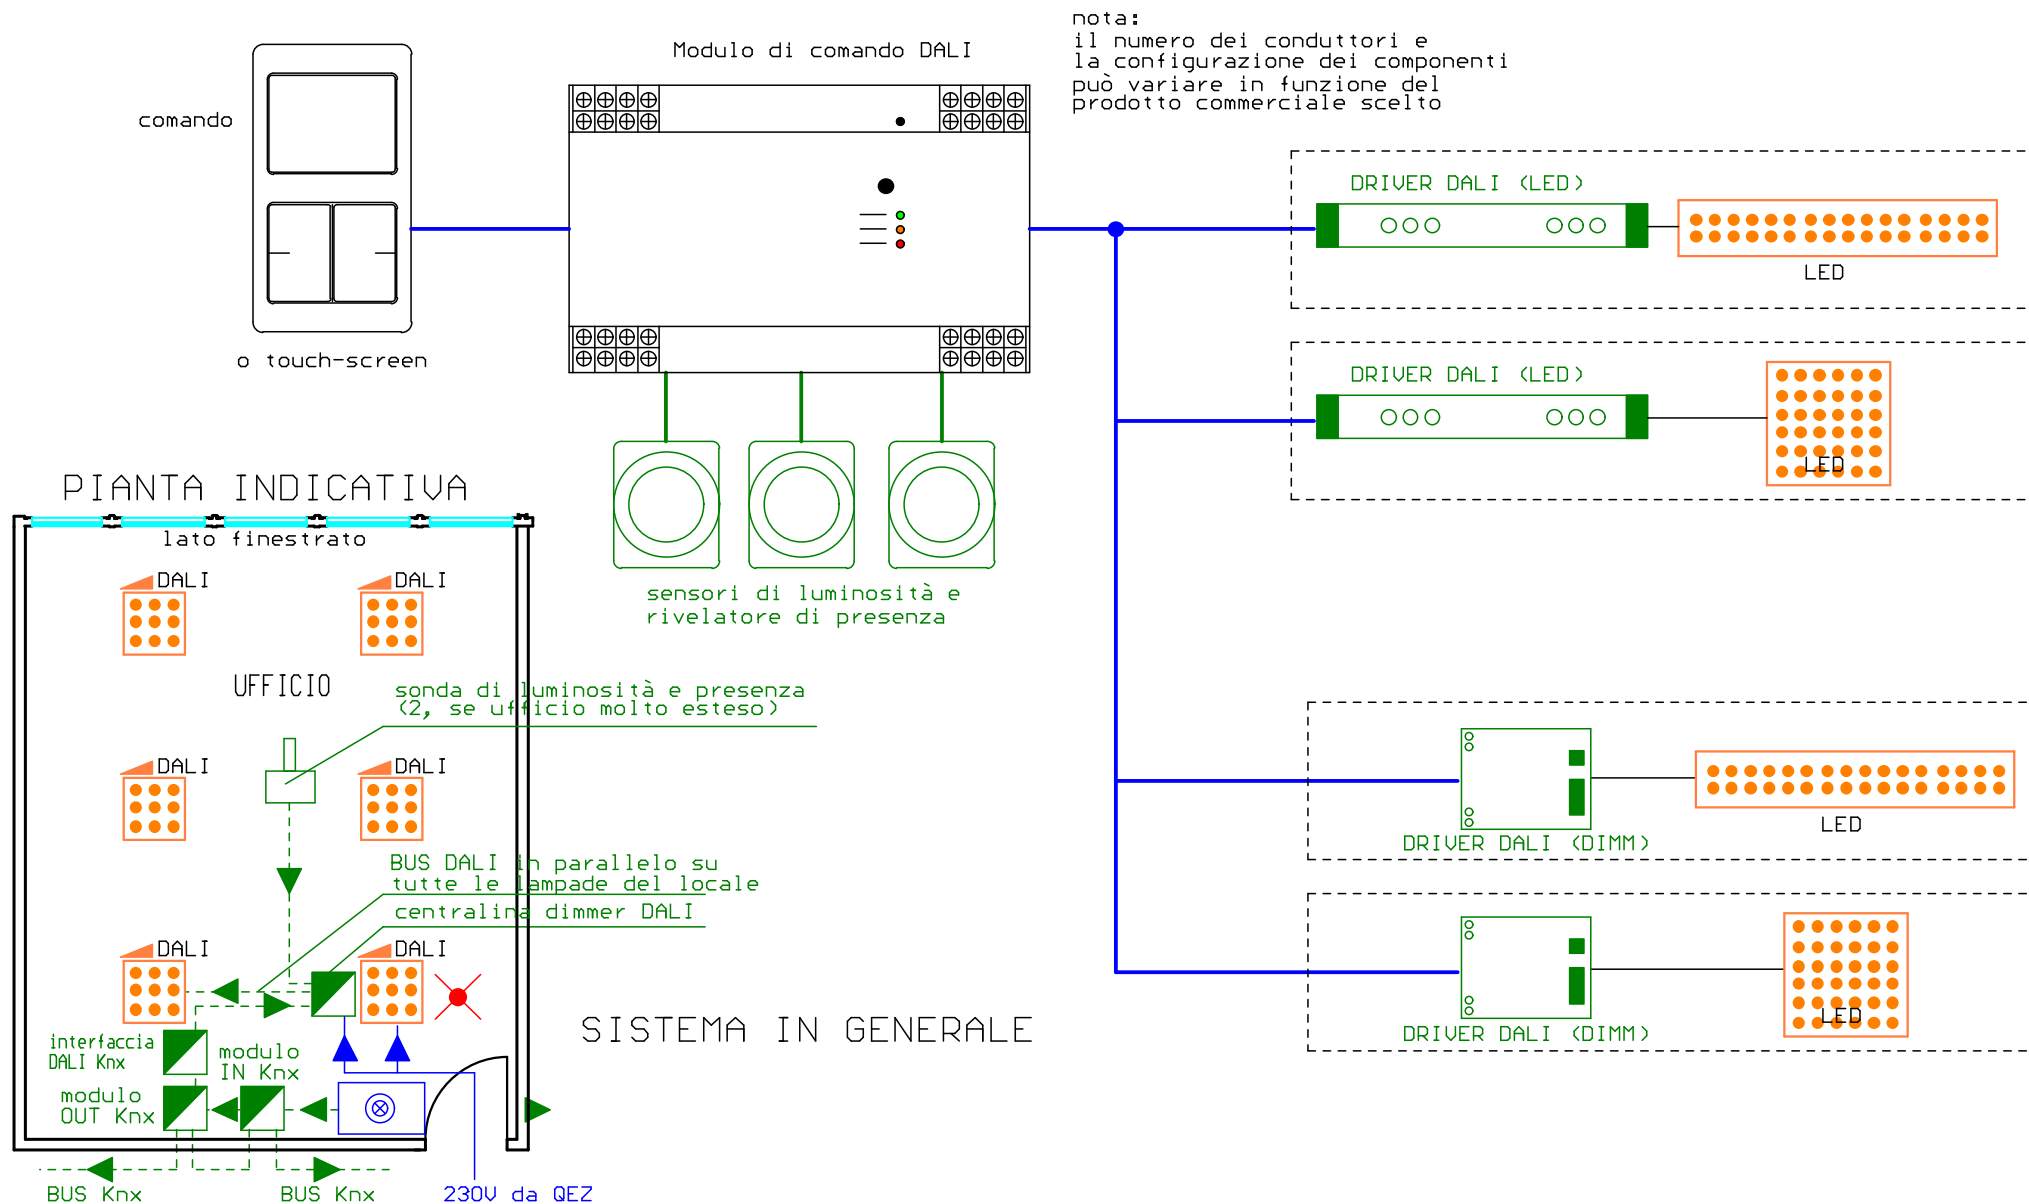 nota:
il numero dei conduttori e
la configurazione dei componenti
può variare in funzione del
prodotto commerciale scelto
Modulo di comando DALI
comando
o touch-screen
DRIVER DALI (LED)
LED
DRIVER DALI (LED)
LED
sensori di luminosità e
rivelatore di presenza
PIANTA INDICATIVA
lato finestrato
DALI
DALI
UFFICIO
sonda di luminosità e presenza
(2, se ufficio molto esteso)
DALI
DALI
BUS DALI in parallelo su
tutte le lampade del locale
centralina dimmer DALI
DALI
DALI
interfaccia
DALI Knx
modulo
IN Knx
modulo
OUT Knx
BUS Knx
BUS Knx
230V da QEZ
SISTEMA IN GENERALE
LED
DRIVER DALI (DIMM)
LED
DRIVER DALI (DIMM)